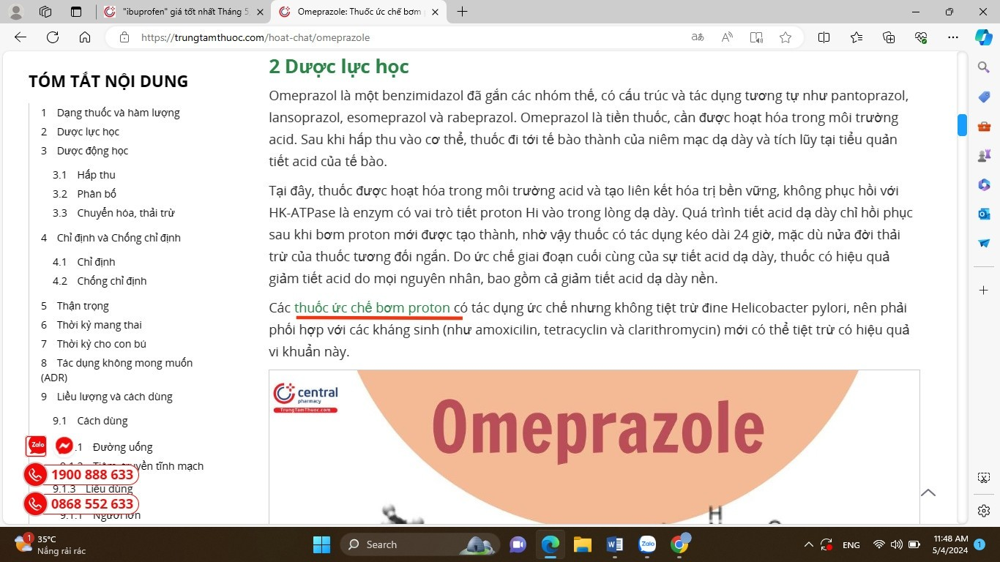 "ibuprofen" giá tốt nhất Tháng 5
Omeprazole: Thuốc ức chế bơm
https://trungtamthuoc.com/hoat-chat/omeprazole
TÓM TẮT NỘI DUNG
1 Dạng thuốc và hàm lượng
2 Dược lực học
3 Dược động học
3.1 Hấp thu
3.2 Phân bố
3.3 Chuyển hóa, thải trừ
4 Chỉ định và Chống chỉ định
4.1 Chỉ định
4.2 Chống chỉ định
5 Thận trọng
6 Thời kỳ mang thai
7 Thời kỳ cho con bú
8 Tác dụng không mong muốn
(ADR)
9 Liều lượng và cách dùng
9.1 Cách dùng
.1 Đường uống
truyền tĩnh mạch
9.1.3 Liều dùng
9.1.1 Người lớn
Zalo
1900 888 633
0868 552 633
2 Dược lực học
Omeprazol là một benzimidazol đã gắn các nhóm thế, có cấu trúc và tác dụng tương tự như pantoprazol,
lansoprazol, esomeprazol và rabeprazol. Omeprazol là tiền thuốc, cần được hoạt hóa trong môi trường
acid. Sau khi hấp thu vào cơ thể, thuốc đi tới tế bào thành của niêm mạc dạ dày và tích lũy tại tiểu quản
tiết acid của tế bào.
Tại đây, thuốc được hoạt hóa trong môi trường acid và tạo liên kết hóa trị bền vững, không phục hồi với
HK-ATPase là enzym có vai trò tiết proton Hi vào trong lòng dạ dày. Quá trình tiết acid dạ dày chỉ hồi phục
sau khi bơm proton mới được tạo thành, nhờ vậy thuốc có tác dụng kéo dài 24 giờ, mặc dù nửa đời thải
trừ của thuốc tương đối ngắn. Do ức chế giai đoạn cuối cùng của sự tiết acid dạ dày, thuốc có hiệu quả
giảm tiết acid do mọi nguyên nhân, bao gồm cả giảm tiết acid dạ dày nền.
Các thuốc ức chế bơm proton có tác dụng ức chế nhưng không tiệt trừ đine Helicobacter pylori, nên phải
phối hợp với các kháng sinh (như amoxicilin, tetracyclin và clarithromycin) mới có thể tiệt trừ có hiệu quả
vi khuẩn này.
central
pharmacy
TrungTamThuoc.com
Omeprazole
H
35°C
Nắng rải rác
Search
Zalo
ENG
11:48 AM
5/4/2024